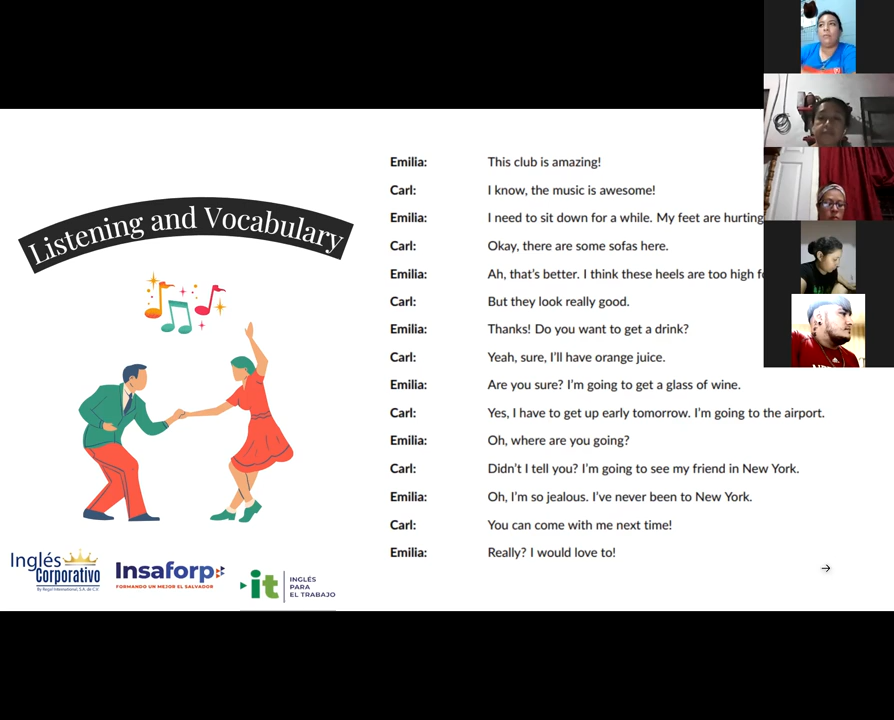 Listening and Vocabulary
Emilia: This club is amazing!
Carl: I know, the music is awesome!
Emilia: I need to sit down for a while. My feet are hurting
Carl: Okay, there are some sofas here.
Emilia: Ah, that's better. I think these heels are too high
Carl: But they look really good.
Emilia: Thanks! Do you want to get a drink?
Carl: Yeah, sure, I'll have orange juice.
Emilia: Are you sure? I'm going to get a glass of wine.
Carl: Yes, I have to get up early tomorrow. I'm going to the airport.
Emilia: Oh, where are you going?
Carl: Didn't I tell you? I'm going to see my friend in New York.
Emilia: Oh, I'm so jealous. I've never been to New York.
Carl: You can come with me next time!
Emilia: Really? I would love to!
Inglés
Corporativo
By Regal International, S.A. de C.V.
Insaforp
FORMANDO UN MEJOR EL SALVADOR
it
INGLÉS
PARA
EL TRABAJO